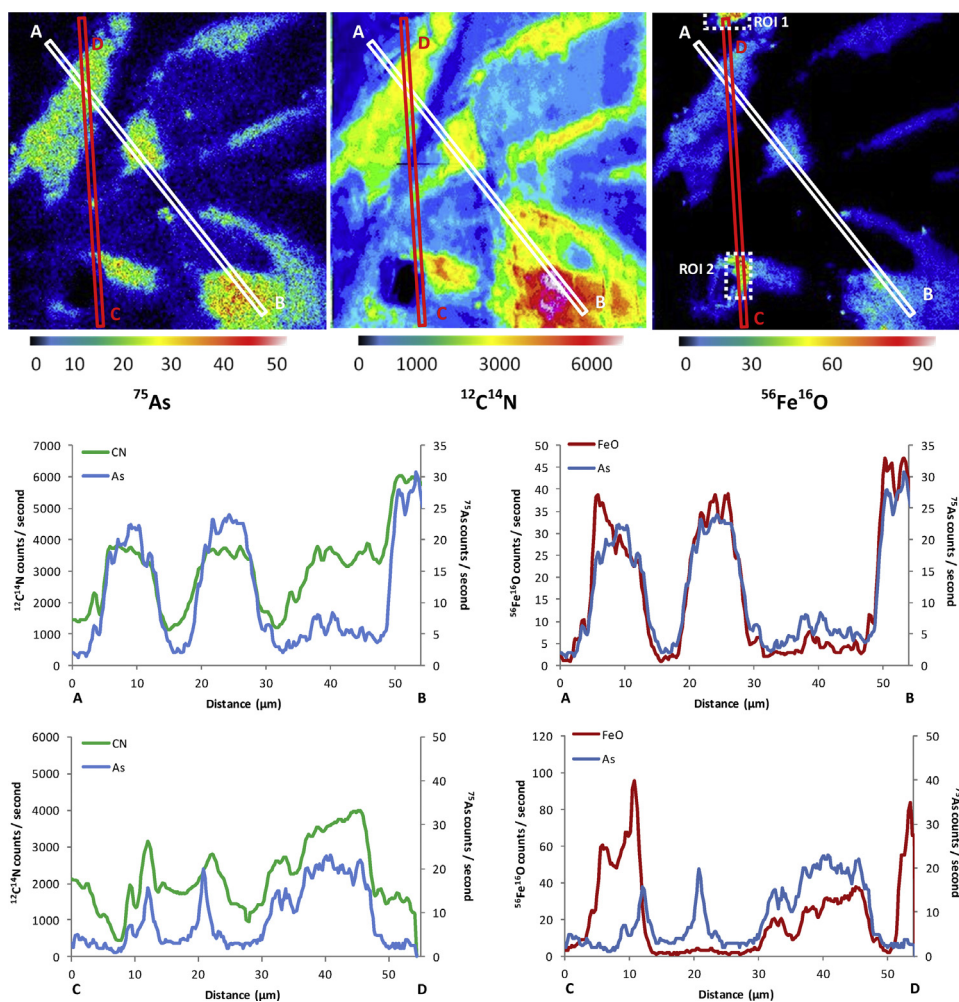 A
D
C
B
A
D
C
B
ROI 1
A
D
ROI 2
B
C
0 10 20 30 40 50
0 1000 3000 6000
0 30 60 90
⁷⁵As
¹²C¹⁴N
⁵⁶Fe¹⁶O
7000
6000
5000
4000
3000
2000
1000
0
¹²C¹⁴N counts / second
CN
As
35
30
25
20
15
10
5
0
⁷⁵As counts / second
0 10 20 30 40 50
A Distance (µm) B
50
45
40
35
30
25
20
15
10
5
0
⁵⁶Fe¹⁶O counts / second
FeO
As
35
30
25
20
15
10
5
0
⁷⁵As counts / second
0 10 20 30 40 50
A Distance (µm) B
6000
5000
4000
3000
2000
1000
0
¹²C¹⁴N counts / second
CN
As
50
40
30
20
10
0
⁷⁵As counts / second
0 10 20 30 40 50
C Distance (µm) D
120
100
80
60
40
20
0
⁵⁶Fe¹⁶O counts / second
FeO
As
50
40
30
20
10
0
⁷⁵As counts / second
0 10 20 30 40 50
C Distance (µm) D